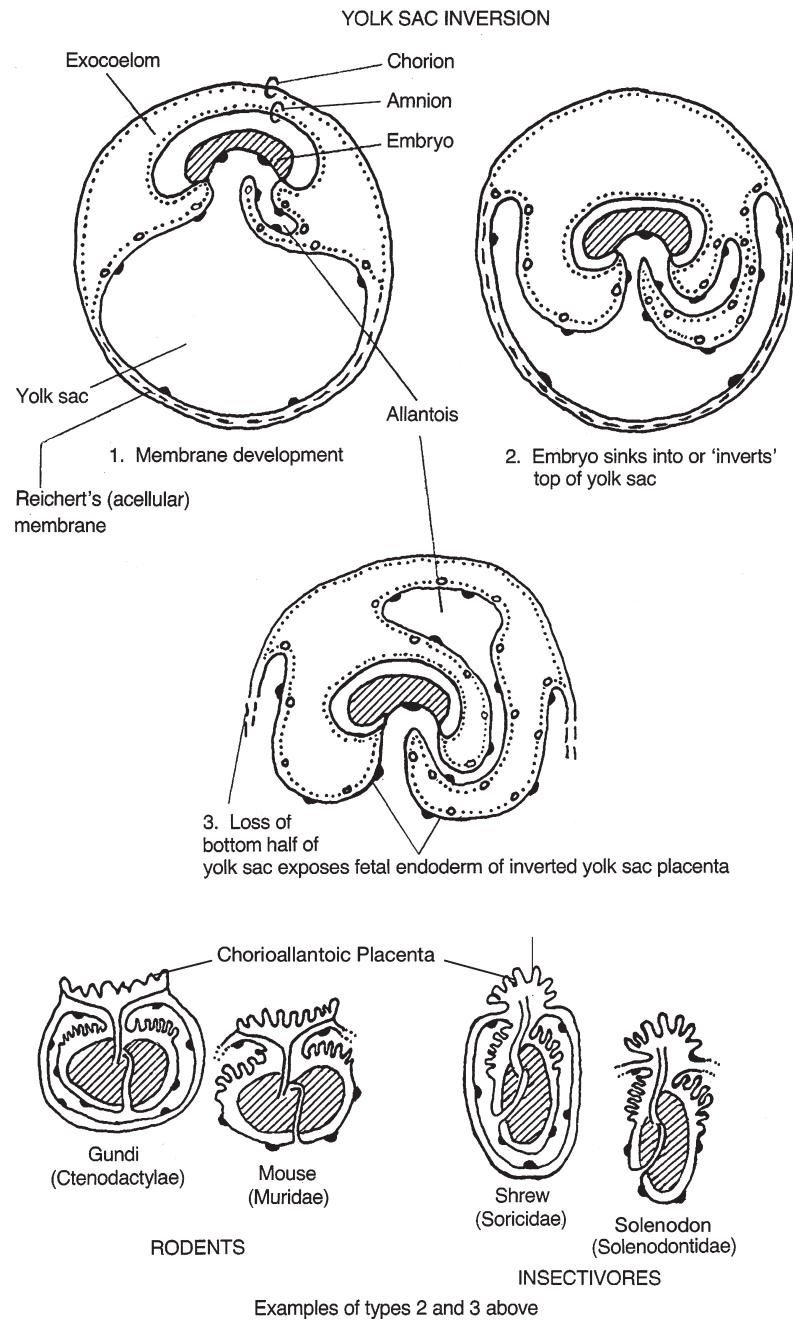 YOLK SAC INVERSION
Exocoelom
Chorion
Amnion
Embryo
Yolk sac
Allantois
1. Membrane development
2. Embryo sinks into or ‘inverts’
top of yolk sac
Reichert's (acellular)
membrane
3. Loss of
bottom half of
yolk sac exposes fetal endoderm of inverted yolk sac placenta
Chorioallantoic Placenta
Gundi
(Ctenodactylae)
Mouse
(Muridae)
Shrew
(Soricidae)
Solenodon
(Solenodontidae)
RODENTS
INSECTIVORES
Examples of types 2 and 3 above